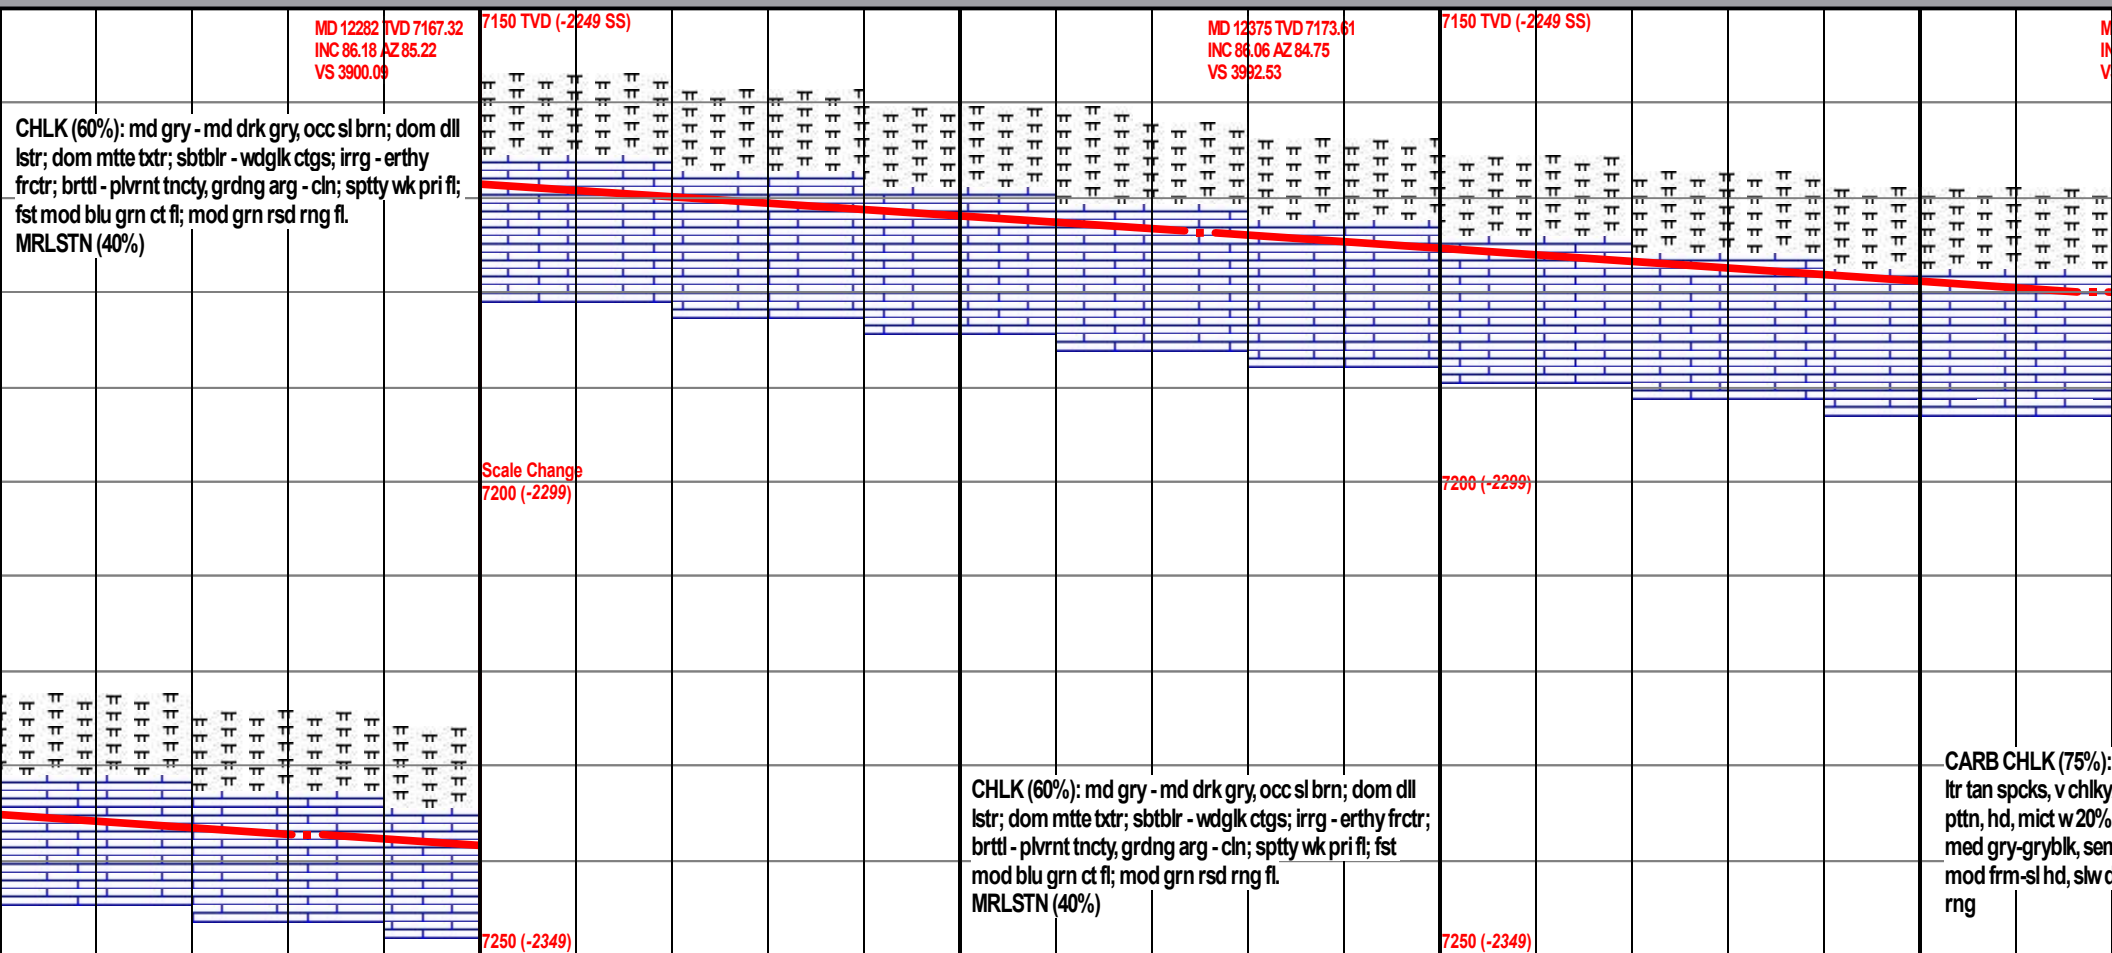 MD 12282 TVD 7167.32
INC 86.18 AZ 85.22
VS 3900.09
7150 TVD (-2249 SS)
MD 12375 TVD 7173.61
INC 86.06 AZ 84.75
VS 3992.53
7150 TVD (-2249 SS)
CHLK (60%): md gry - md drk gry, occ sl brn; dom dll
lstr; dom mtte txtr; sbtblr - wdglk ctgs; irrg - erthy
frctr; brttl - plvrnt tncty, grdng arg - cln; sptty wk pri fl;
fst mod blu grn ct fl; mod grn rsd rng fl.
MRLSTN (40%)
Scale Change
7200 (-2299)
7200 (-2299)
CHLK (60%): md gry - md drk gry, occ sl brn; dom dll
lstr; dom mtte txtr; sbtblr - wdglk ctgs; irrg - erthy frctr;
brttl - plvrnt tncty, grdng arg - cln; sptty wk pri fl; fst
mod blu grn ct fl; mod grn rsd rng fl.
MRLSTN (40%)
CARB CHLK (75%):
ltr tan spcks, v chlky
pttn, hd, mict w 20%
med gry-gryblk, sem
mod frm-sl hd, slw
rng
7250 (-2349)
7250 (-2349)